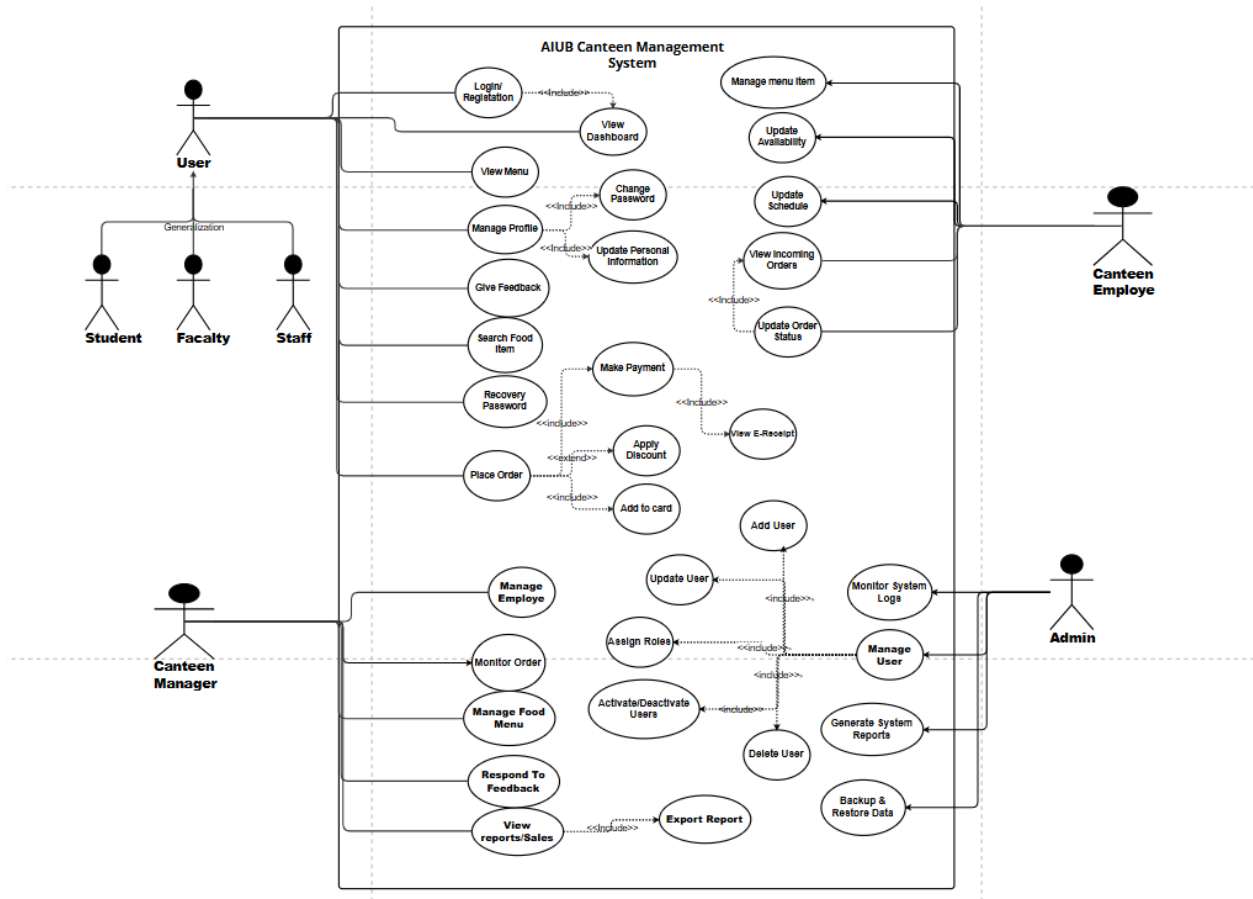 AIUB Canteen Management
System
Login/
Registation
<<Include>>
View
Dashboard
Manage menu Item
Update
Availability
User
View Menu
Change
Password
Update
Schedule
<<Include>>
Generalization
Manage Profile
<<Include>>
Update Personal
Information
View Incoming
Orders
Canteen
Employe
Give Feedback
<<Include>>
Student
Facalty
Staff
Search Food
Item
Update Order
Status
Make Payment
Recovery
Password
<<Include>>
<<include>>
View E-Receipt
Apply
Discount
<<extend>>
Place Order
<<include>>
Add to card
Add User
Update User
Monitor System
Logs
Manage
Employe
<include>>
Admin
Assign Roles
<<include>>
Manage
User
Canteen
Manager
Monitor Order
<include>>
Activate/Deactivate
Users
<include>>
Manage Food
Menu
Generate System
Reports
Delete User
Respond To
Feedback
Backup &
Restore Data
View
reports/Sales
<<Include>>
Export Report